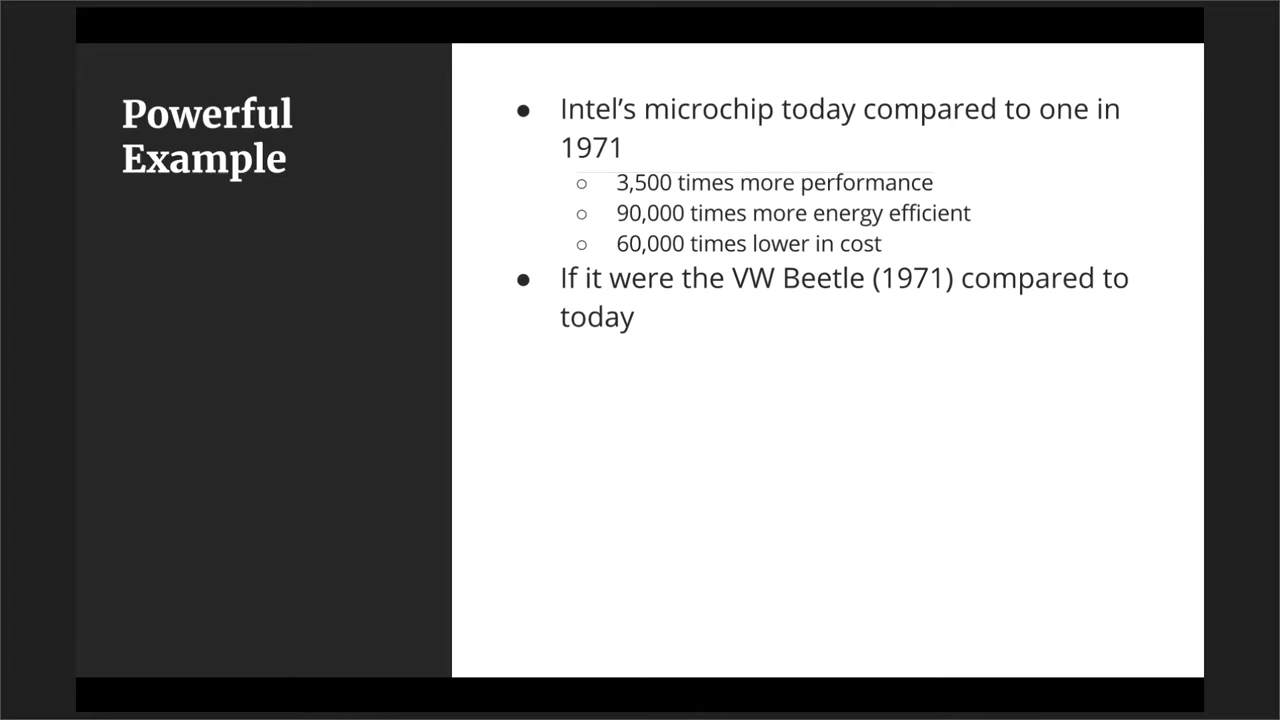 Powerful
Example
● Intel’s microchip today compared to one in
1971
○ 3,500 times more performance
○ 90,000 times more energy efficient
○ 60,000 times lower in cost
● If it were the VW Beetle (1971) compared to
today